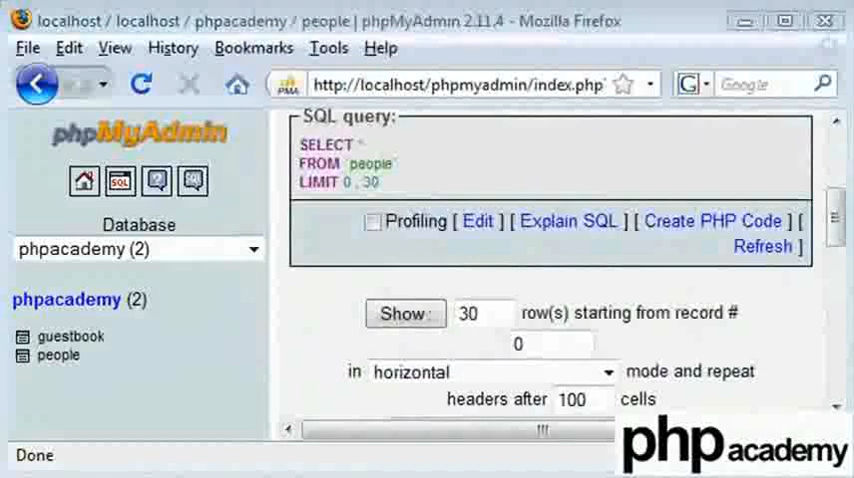 localhost / localhost / phpacademy / people | phpMyAdmin 2.11.4 - Mozilla Firefox
File Edit View History Bookmarks Tools Help
http://localhost/phpmyadmin/index.php?
Google
phpMyAdmin
SQL
Database
phpacademy (2)
phpacademy (2)
guestbook
people
SQL query:
SELECT *
FROM `people`
LIMIT 0 , 30
Profiling [ Edit ] [ Explain SQL ] [ Create PHP Code ] [
Refresh ]
Show : 30 row(s) starting from record #
0
in horizontal mode and repeat
headers after 100 cells
Done
php academy